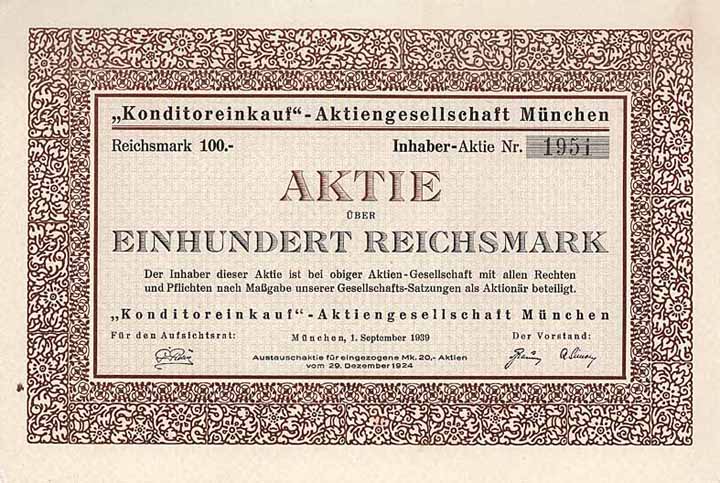 „Konditoreinkauf“-Aktiengesellschaft München
Reichsmark 100.- Inhaber-Aktie Nr. 1951
AKTIE
ÜBER
EINHUNDERT REICHSMARK
Der Inhaber dieser Aktie ist bei obiger Aktien-Gesellschaft mit allen Rechten
und Pflichten nach Maßgabe unserer Gesellschafts-Satzungen als Aktionär beteiligt.
„Konditoreinkauf“-Aktiengesellschaft München
Für den Aufsichtsrat: München, 1. September 1939 Der Vorstand:
Austauschaktie für eingezogene Mk. 20,- Aktien
vom 29. Dezember 1924